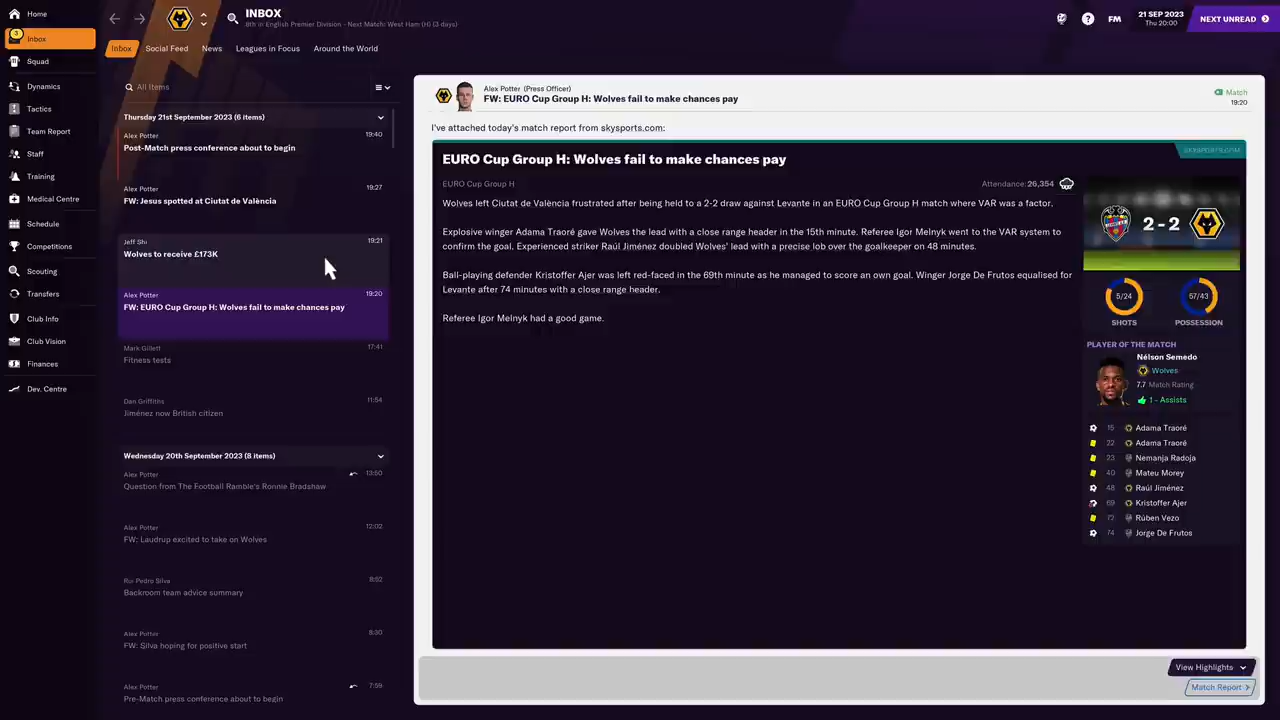 Home
INBOX
8th in English Premier Division - Next Match: West Ham (H) (3 days)
FM
21 SEP 2023
Thu 20:00
NEXT UNREAD
3
Inbox
Squad
Dynamics
Tactics
Team Report
Staff
Training
Medical Centre
Schedule
Competitions
Scouting
Transfers
Club Info
Club Vision
Finances
Dev. Centre
Inbox
Social Feed
News
Leagues in Focus
Around the World
All Items
Thursday 21st September 2023 (6 items)
Alex Potter
19:40
Post-Match press conference about to begin
Alex Potter
19:27
FW: Jesus spotted at Ciutat de València
Jeff Shi
19:21
Wolves to receive £173K
Alex Potter
19:20
FW: EURO Cup Group H: Wolves fail to make chances pay
Mark Gillett
17:41
Fitness tests
Dan Griffiths
11:54
Jiménez now British citizen
Wednesday 20th September 2023 (8 items)
Alex Potter
13:50
Question from The Football Ramble's Ronnie Bradshaw
Alex Potter
12:02
FW: Laudrup excited to take on Wolves
Rui Pedro Silva
8:52
Backroom team advice summary
Alex Potter
8:30
FW: Silva hoping for positive start
Alex Potter
7:59
Pre-Match press conference about to begin
Alex Potter (Press Officer)
FW: EURO Cup Group H: Wolves fail to make chances pay
Match
19:20
I've attached today's match report from skysports.com:
EURO Cup Group H: Wolves fail to make chances pay
SKYSPORTS.COM
EURO Cup Group H
Attendance: 26,354
Wolves left Ciutat de València frustrated after being held to a 2-2 draw against Levante in an EURO Cup Group H match where VAR was a factor.
Explosive winger Adama Traoré gave Wolves the lead with a close range header in the 15th minute. Referee Igor Melnyk went to the VAR system to
confirm the goal. Experienced striker Raúl Jiménez doubled Wolves' lead with a precise lob over the goalkeeper on 48 minutes.
Ball-playing defender Kristoffer Ajer was left red-faced in the 69th minute as he managed to score an own goal. Winger Jorge De Frutos equalised for
Levante after 74 minutes with a close range header.
Referee Igor Melnyk had a good game.
2-2
5/24
57/43
SHOTS
POSSESSION
PLAYER OF THE MATCH
Nélson Semedo
Wolves
7.7 Match Rating
1 - Assists
15 Adama Traoré
22 Adama Traoré
23 Nemanja Radoja
40 Mateu Morey
48 Raúl Jiménez
69 Kristoffer Ajer
Rúben Vezo
74 Jorge De Frutos
View Highlights
Match Report